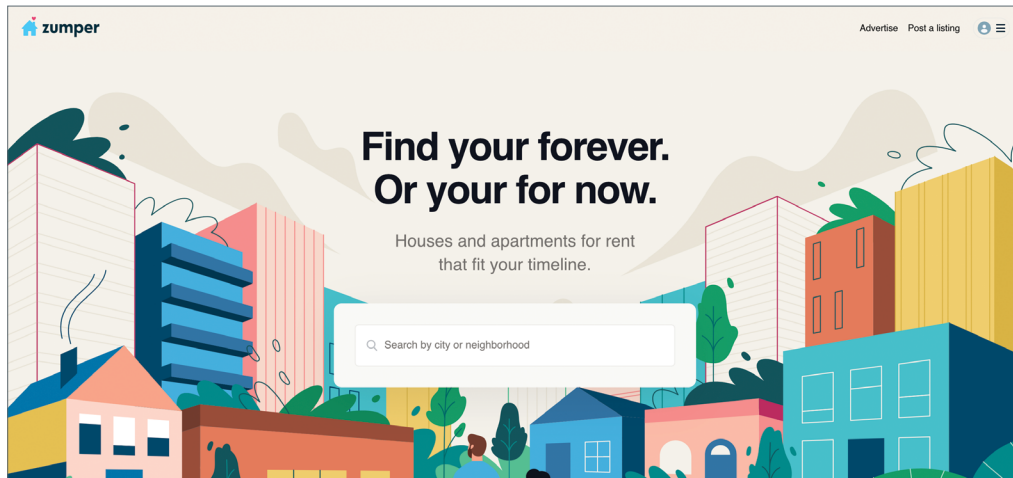 zumper
Advertise Post a listing
Find your forever.
Or your for now.
Houses and apartments for rent
that fit your timeline.
Search by city or neighborhood